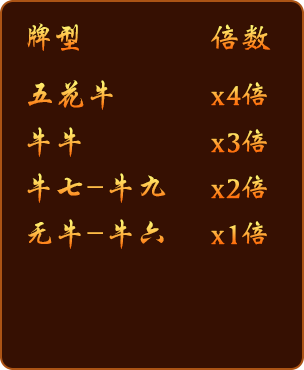 牌型 倍数
五花牛 x4倍
牛牛 x3倍
牛七-牛九 x2倍
无牛-牛六 x1倍